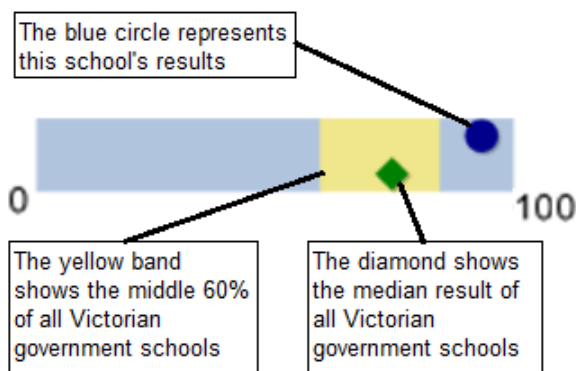 The blue circle represents
this school's results
0
100
The yellow band
shows the middle 60%
of all Victorian
government schools
The diamond shows
the median result of
all Victorian
government schools